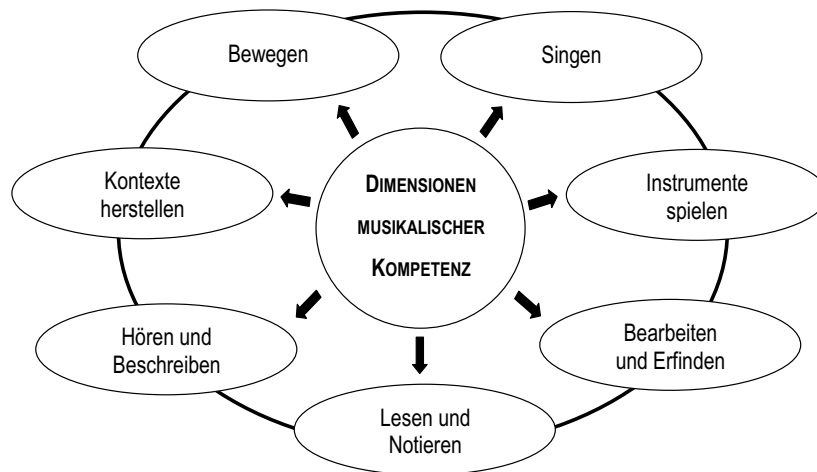 Bewegen
Singen
Kontexte
herstellen
DIMENSIONEN
MUSIKALISCHER
KOMPETENZ
Instrumente
spielen
Hören und
Beschreiben
Bearbeiten
und Erfinden
Lesen und
Notieren